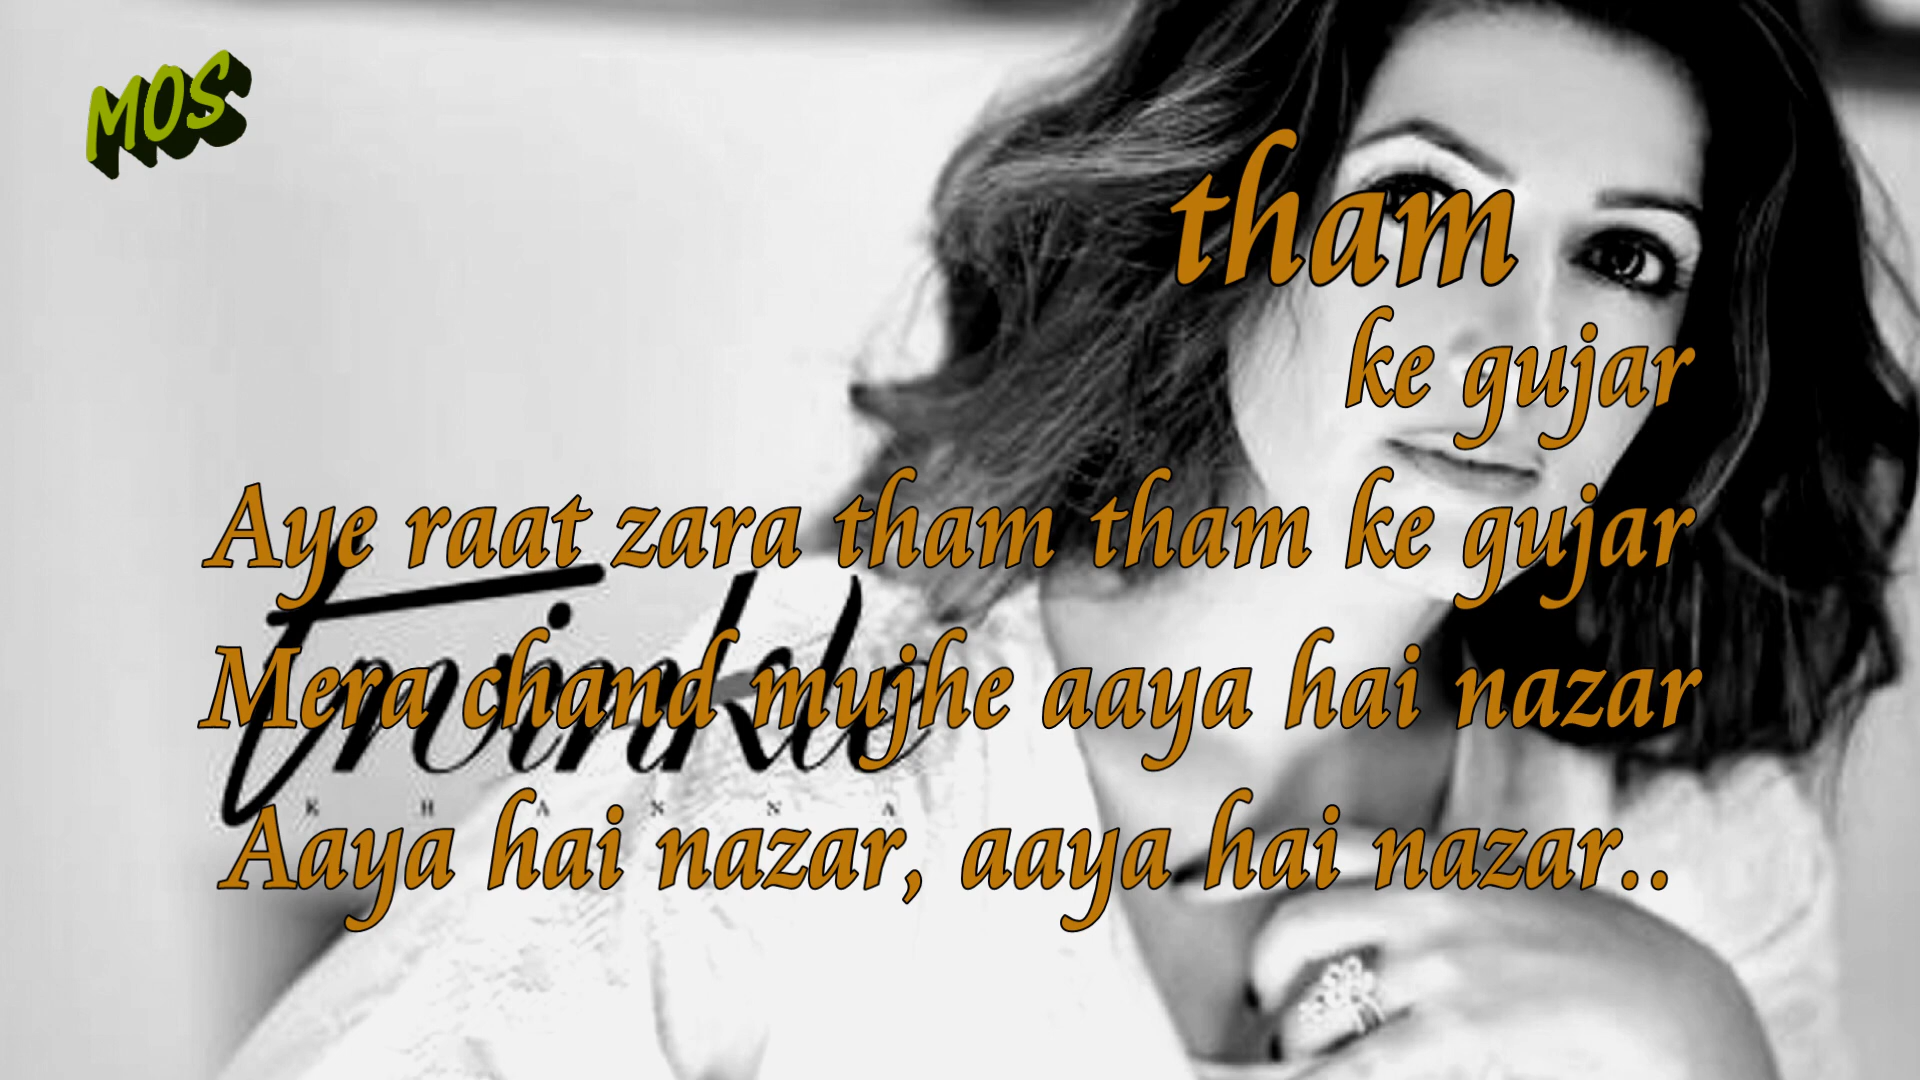 MOS
tham
ke gujar
Aye raat zara tham tham ke gujar
Twinkle
Mera chand mujhe aaya hai nazar
KHANNA
Aaya hai nazar, aaya hai nazar..